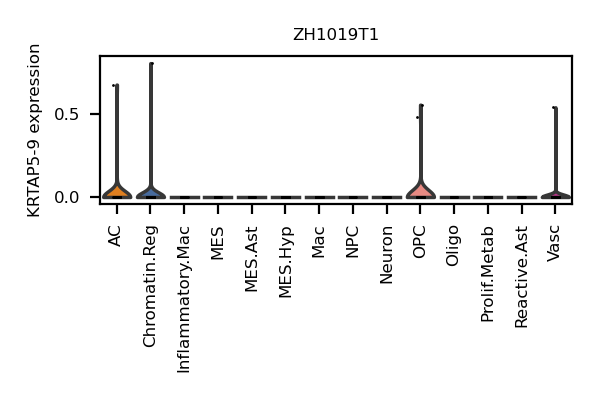 ZH1019T1
KRTAP5-9 expression
0.5
0.0
AC
Chromatin.Reg
Inflammatory.Mac
MES
MES.Ast
MES.Hyp
Mac
NPC
Neuron
OPC
Oligo
Prolif.Metab
Reactive.Ast
Vasc